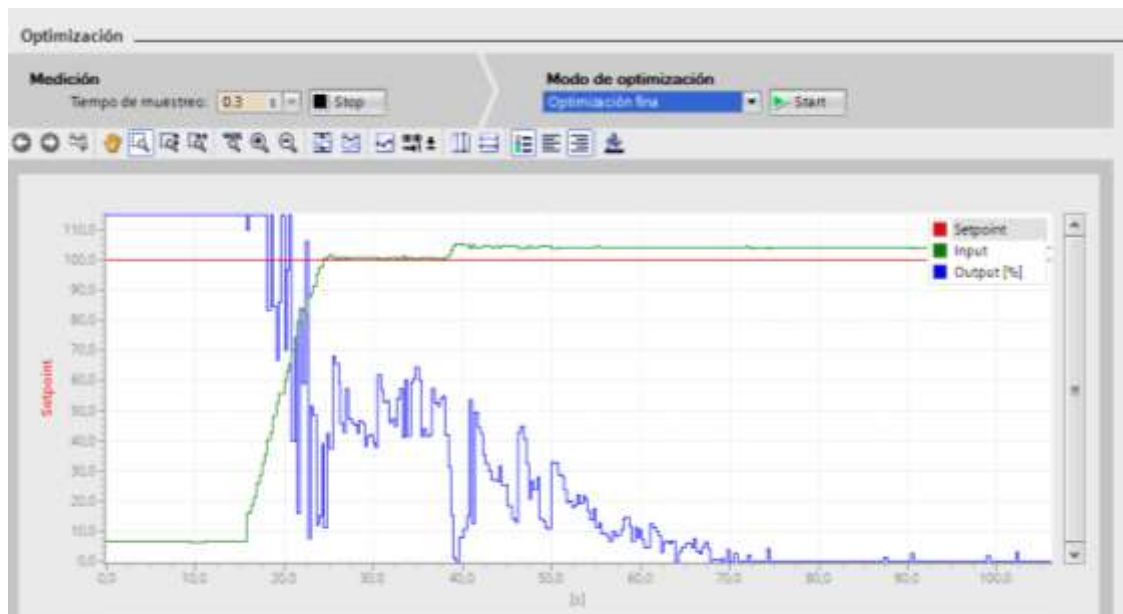 Optimización
Medición
Tiempo de muestreo: 0.3 s
Stop
Modo de optimización
Optimización fina
Start
Setpoint
Input
Output [%]
110,0
100,0
90,0
80,0
70,0
60,0
50,0
40,0
30,0
20,0
10,0
0,0
Setpoint
0,0 10,0 20,0 30,0 40,0 50,0 60,0 70,0 80,0 90,0 100,0
[s]